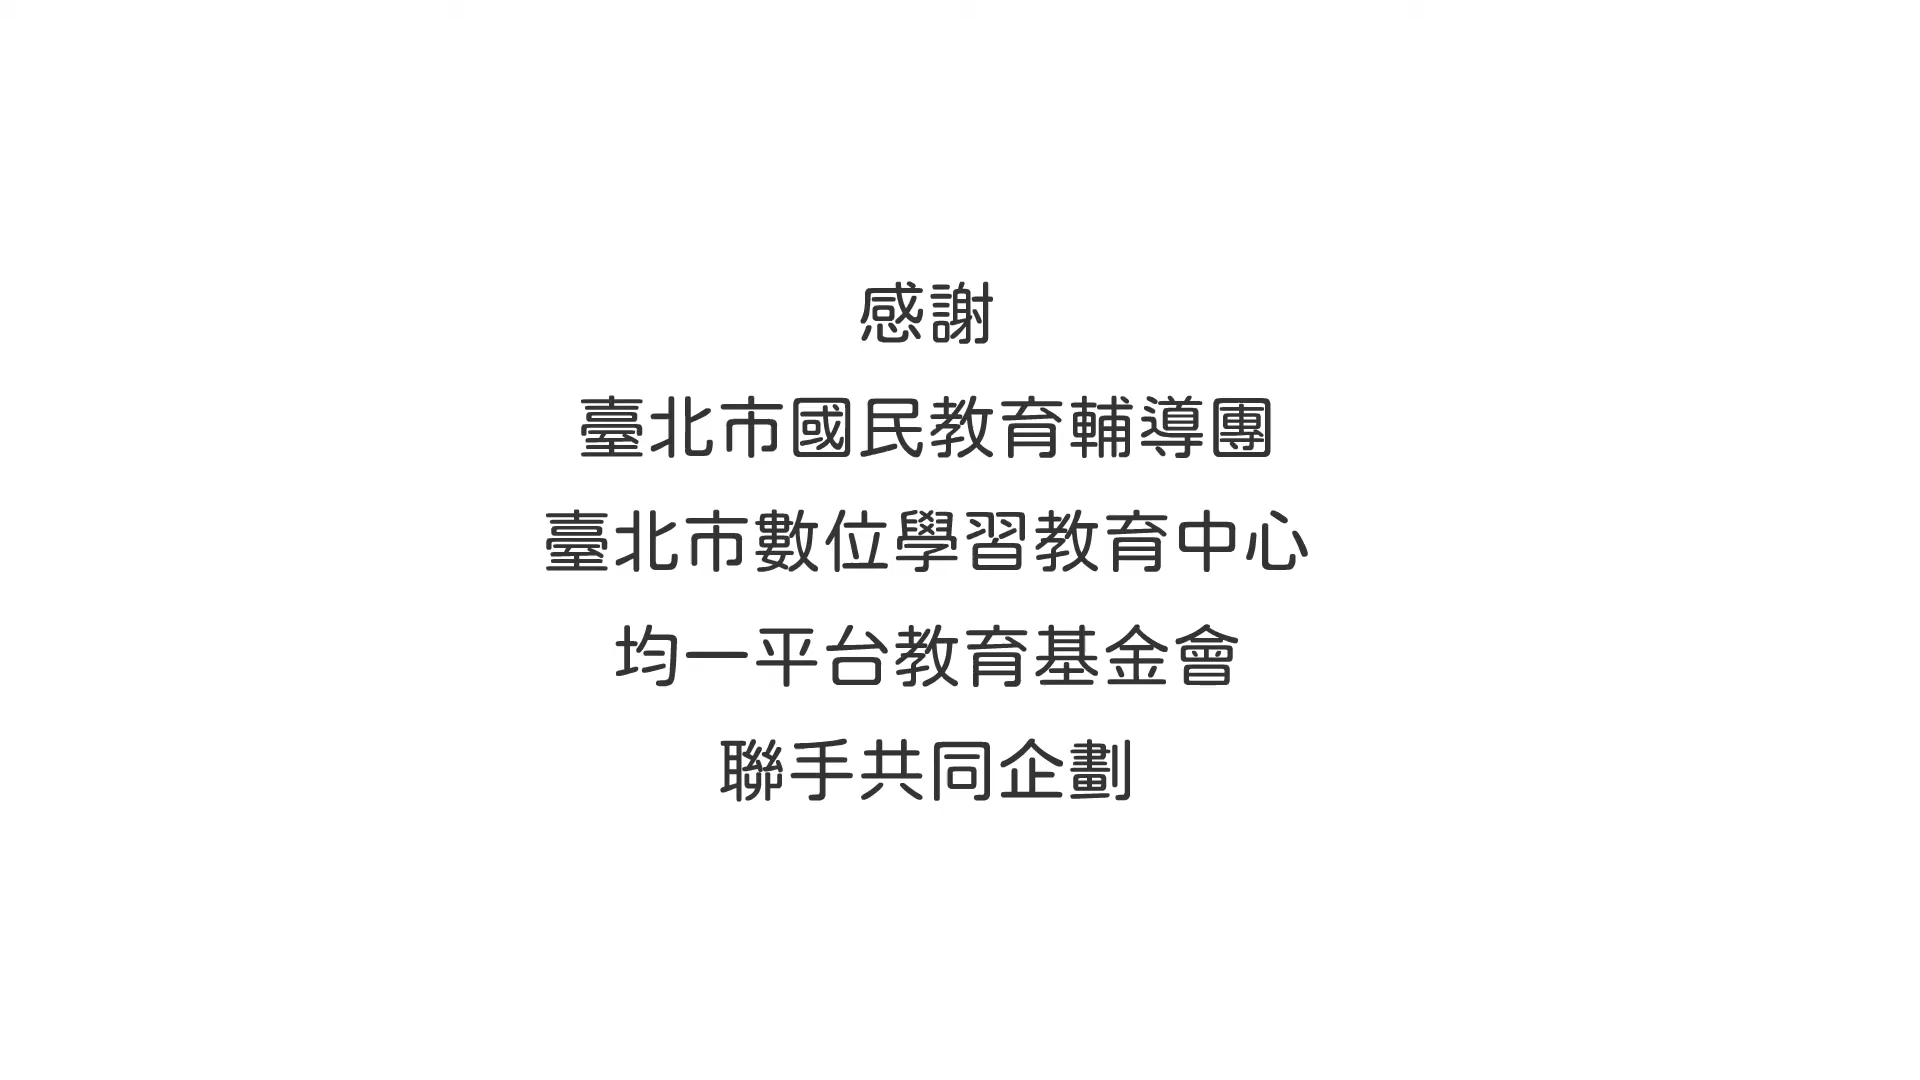 感謝
臺北市國民教育輔導團
臺北市數位學習教育中心
均一平台教育基金會
聯手共同企劃